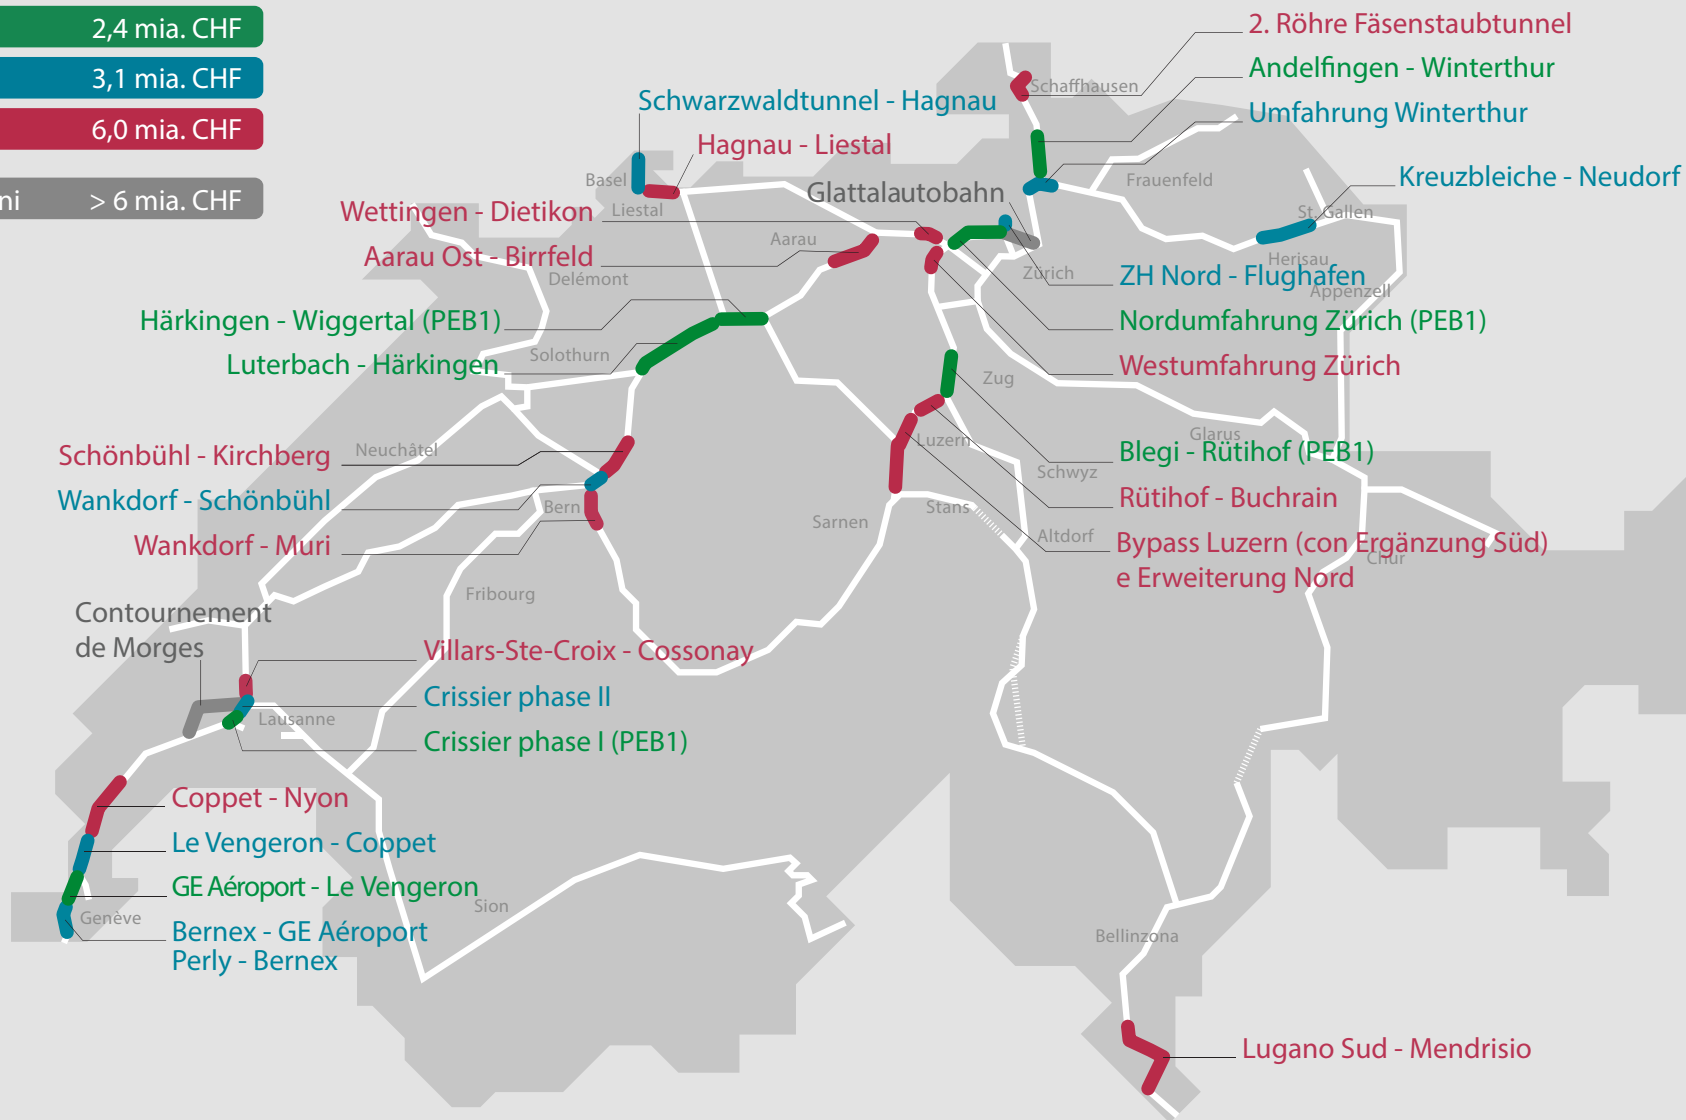 2,4 mia. CHF
3,1 mia. CHF
6,0 mia. CHF
ni > 6 mia. CHF
2. Röhre Fäsenstaubtunnel
Andelfingen - Winterthur
Umfahrung Winterthur
Kreuzbleiche - Neudorf
Schwarzwaldtunnel - Hagnau
Hagnau - Liestal
Glattalautobahn
Wettingen - Dietikon
Aarau Ost - Birrfeld
Härkingen - Wiggertal (PEB1)
Luterbach - Härkingen
Schönbühl - Kirchberg
Wankdorf - Schönbühl
Wankdorf - Muri
ZH Nord - Flughafen
Nordumfahrung Zürich (PEB1)
Westumfahrung Zürich
Blegi - Rütihof (PEB1)
Rütihof - Buchrain
Bypass Luzern (con Ergänzung Süd)
e Erweiterung Nord
Contournement
de Morges
Villars-Ste-Croix - Cossonay
Crissier phase II
Crissier phase I (PEB1)
Coppet - Nyon
Le Vengeron - Coppet
GE Aéroport - Le Vengeron
Bernex - GE Aéroport
Perly - Bernex
Lugano Sud - Mendrisio
Schaffhausen
Basel
Liestal
Frauenfeld
St. Gallen
Herisau
Appenzell
Aarau
Delémont
Zürich
Solothurn
Zug
Neuchâtel
Luzern
Glarus
Schwyz
Bern
Stans
Sarnen
Altdorf
Chur
Fribourg
Lausanne
Sion
Genève
Bellinzona